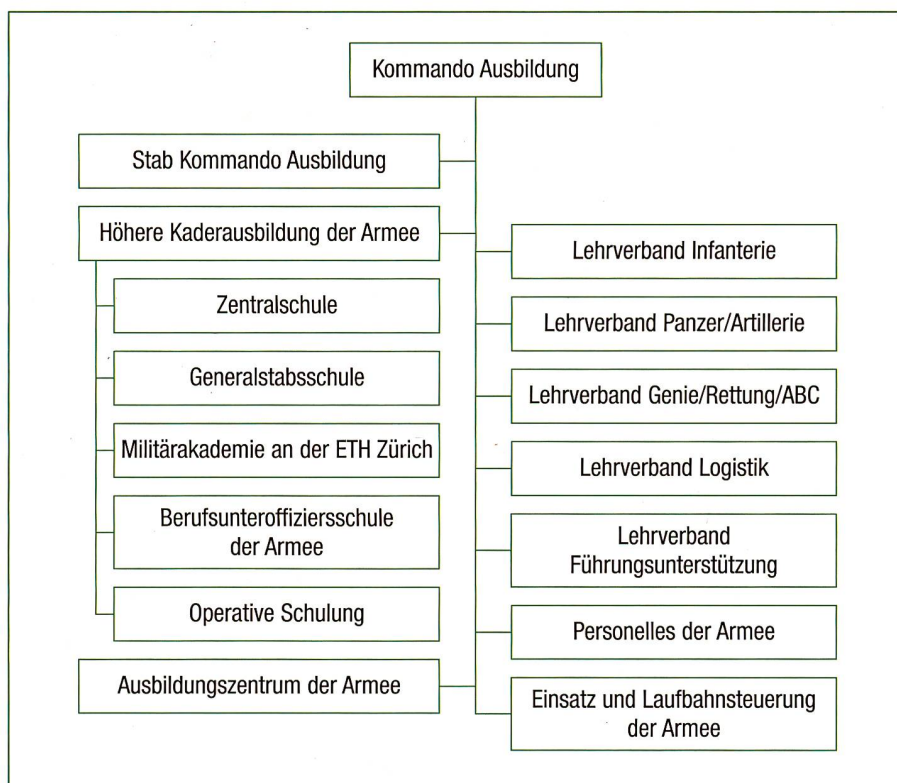 Kommando Ausbildung
Stab Kommando Ausbildung
Höhere Kaderausbildung der Armee
Zentralschule
Generalstabsschule
Militärakademie an der ETH Zürich
Berufsunteroffiziersschule
der Armee
Operative Schulung
Ausbildungszentrum der Armee
Lehrverband Infanterie
Lehrverband Panzer/Artillerie
Lehrverband Genie/Rettung/ABC
Lehrverband Logistik
Lehrverband
Führungsunterstützung
Personelles der Armee
Einsatz und Laufbahnsteuerung
der Armee